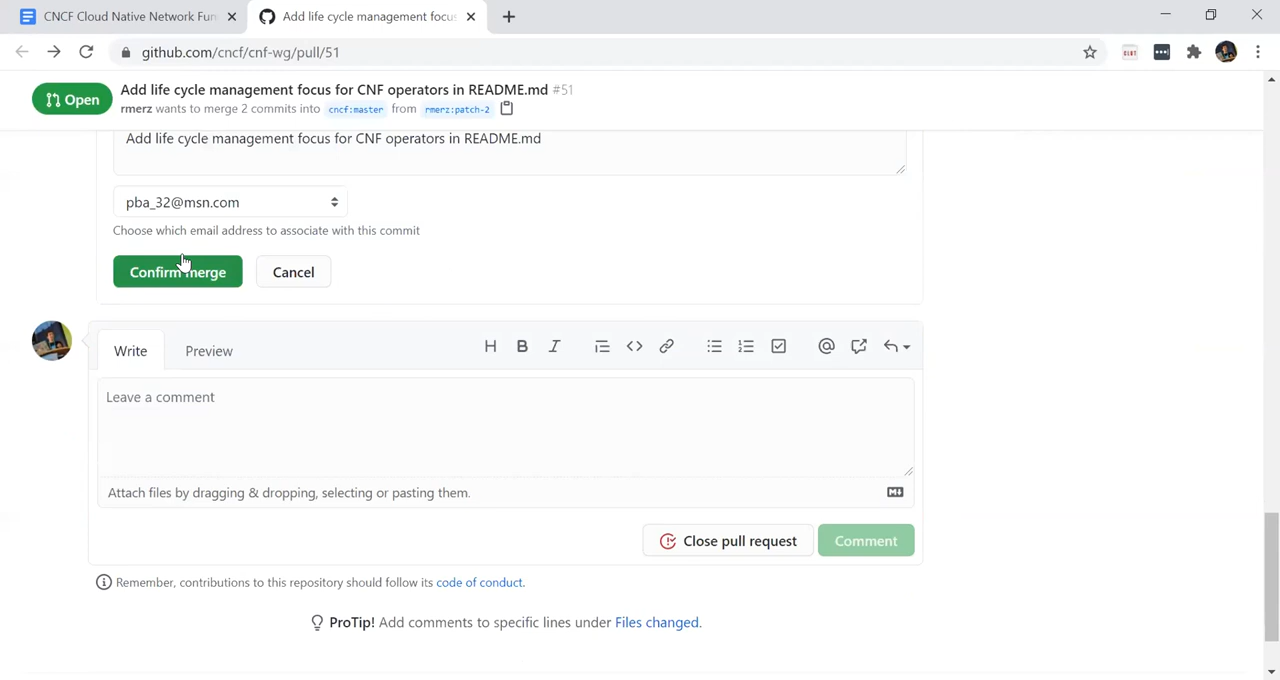 CNCF Cloud Native Network Fun
Add life cycle management focus
github.com/cncf/cnf-wg/pull/51
Open
Add life cycle management focus for CNF operators in README.md #51
rmerz wants to merge 2 commits into cncf:master from rmerz:patch-2
Add life cycle management focus for CNF operators in README.md
pba_32@msn.com
Choose which email address to associate with this commit
Confirm merge
Cancel
Write
Preview
H B I
Leave a comment
Attach files by dragging & dropping, selecting or pasting them.
Close pull request
Comment
Remember, contributions to this repository should follow its code of conduct.
ProTip! Add comments to specific lines under Files changed.